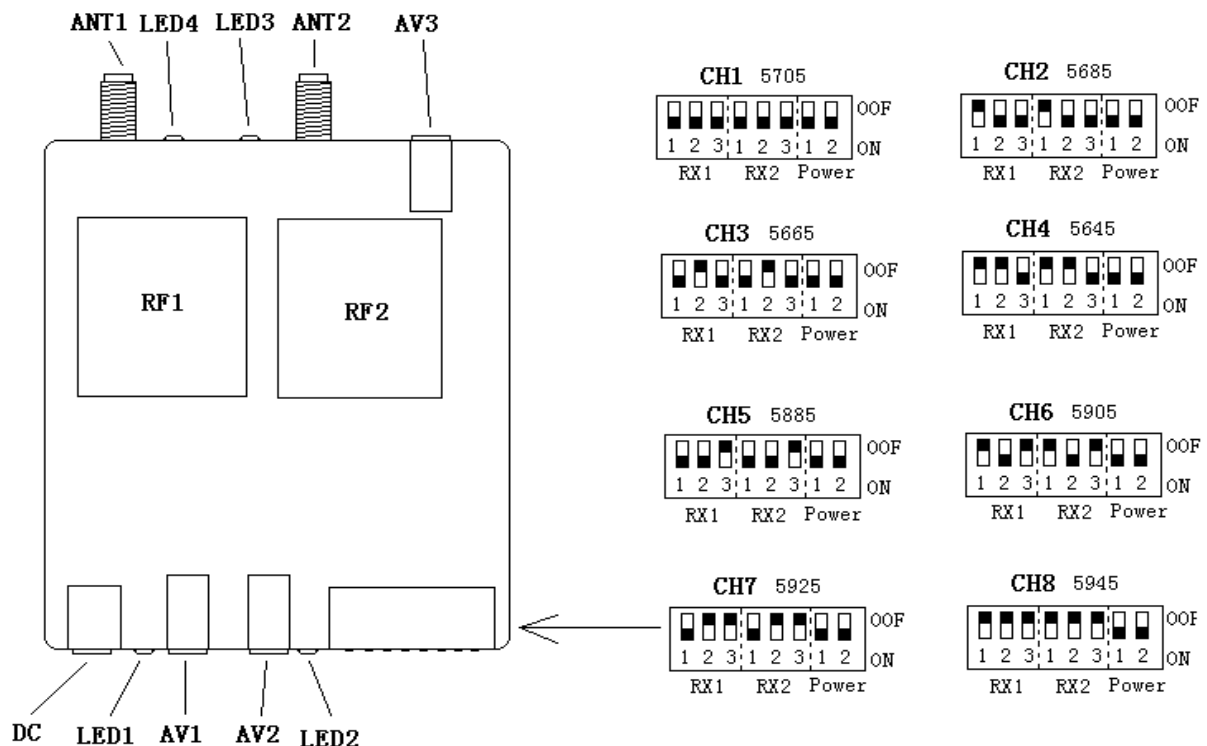 ANT1 LED4 LED3 ANT2 AV3
RF1 RF2
DC LED1 AV1 AV2 LED2
CH1 5705
OOF
1 2 3 1 2 3 1 2 ON
RX1 RX2 Power
CH2 5685
OOF
1 2 3 1 2 3 1 2 ON
RX1 RX2 Power
CH3 5665
OOF
1 2 3 1 2 3 1 2 ON
RX1 RX2 Power
CH4 5645
OOF
1 2 3 1 2 3 1 2 ON
RX1 RX2 Power
CH5 5885
OOF
1 2 3 1 2 3 1 2 ON
RX1 RX2 Power
CH6 5905
OOF
1 2 3 1 2 3 1 2 ON
RX1 RX2 Power
CH7 5925
OOF
1 2 3 1 2 3 1 2 ON
RX1 RX2 Power
CH8 5945
OOF
1 2 3 1 2 3 1 2 ON
RX1 RX2 Power